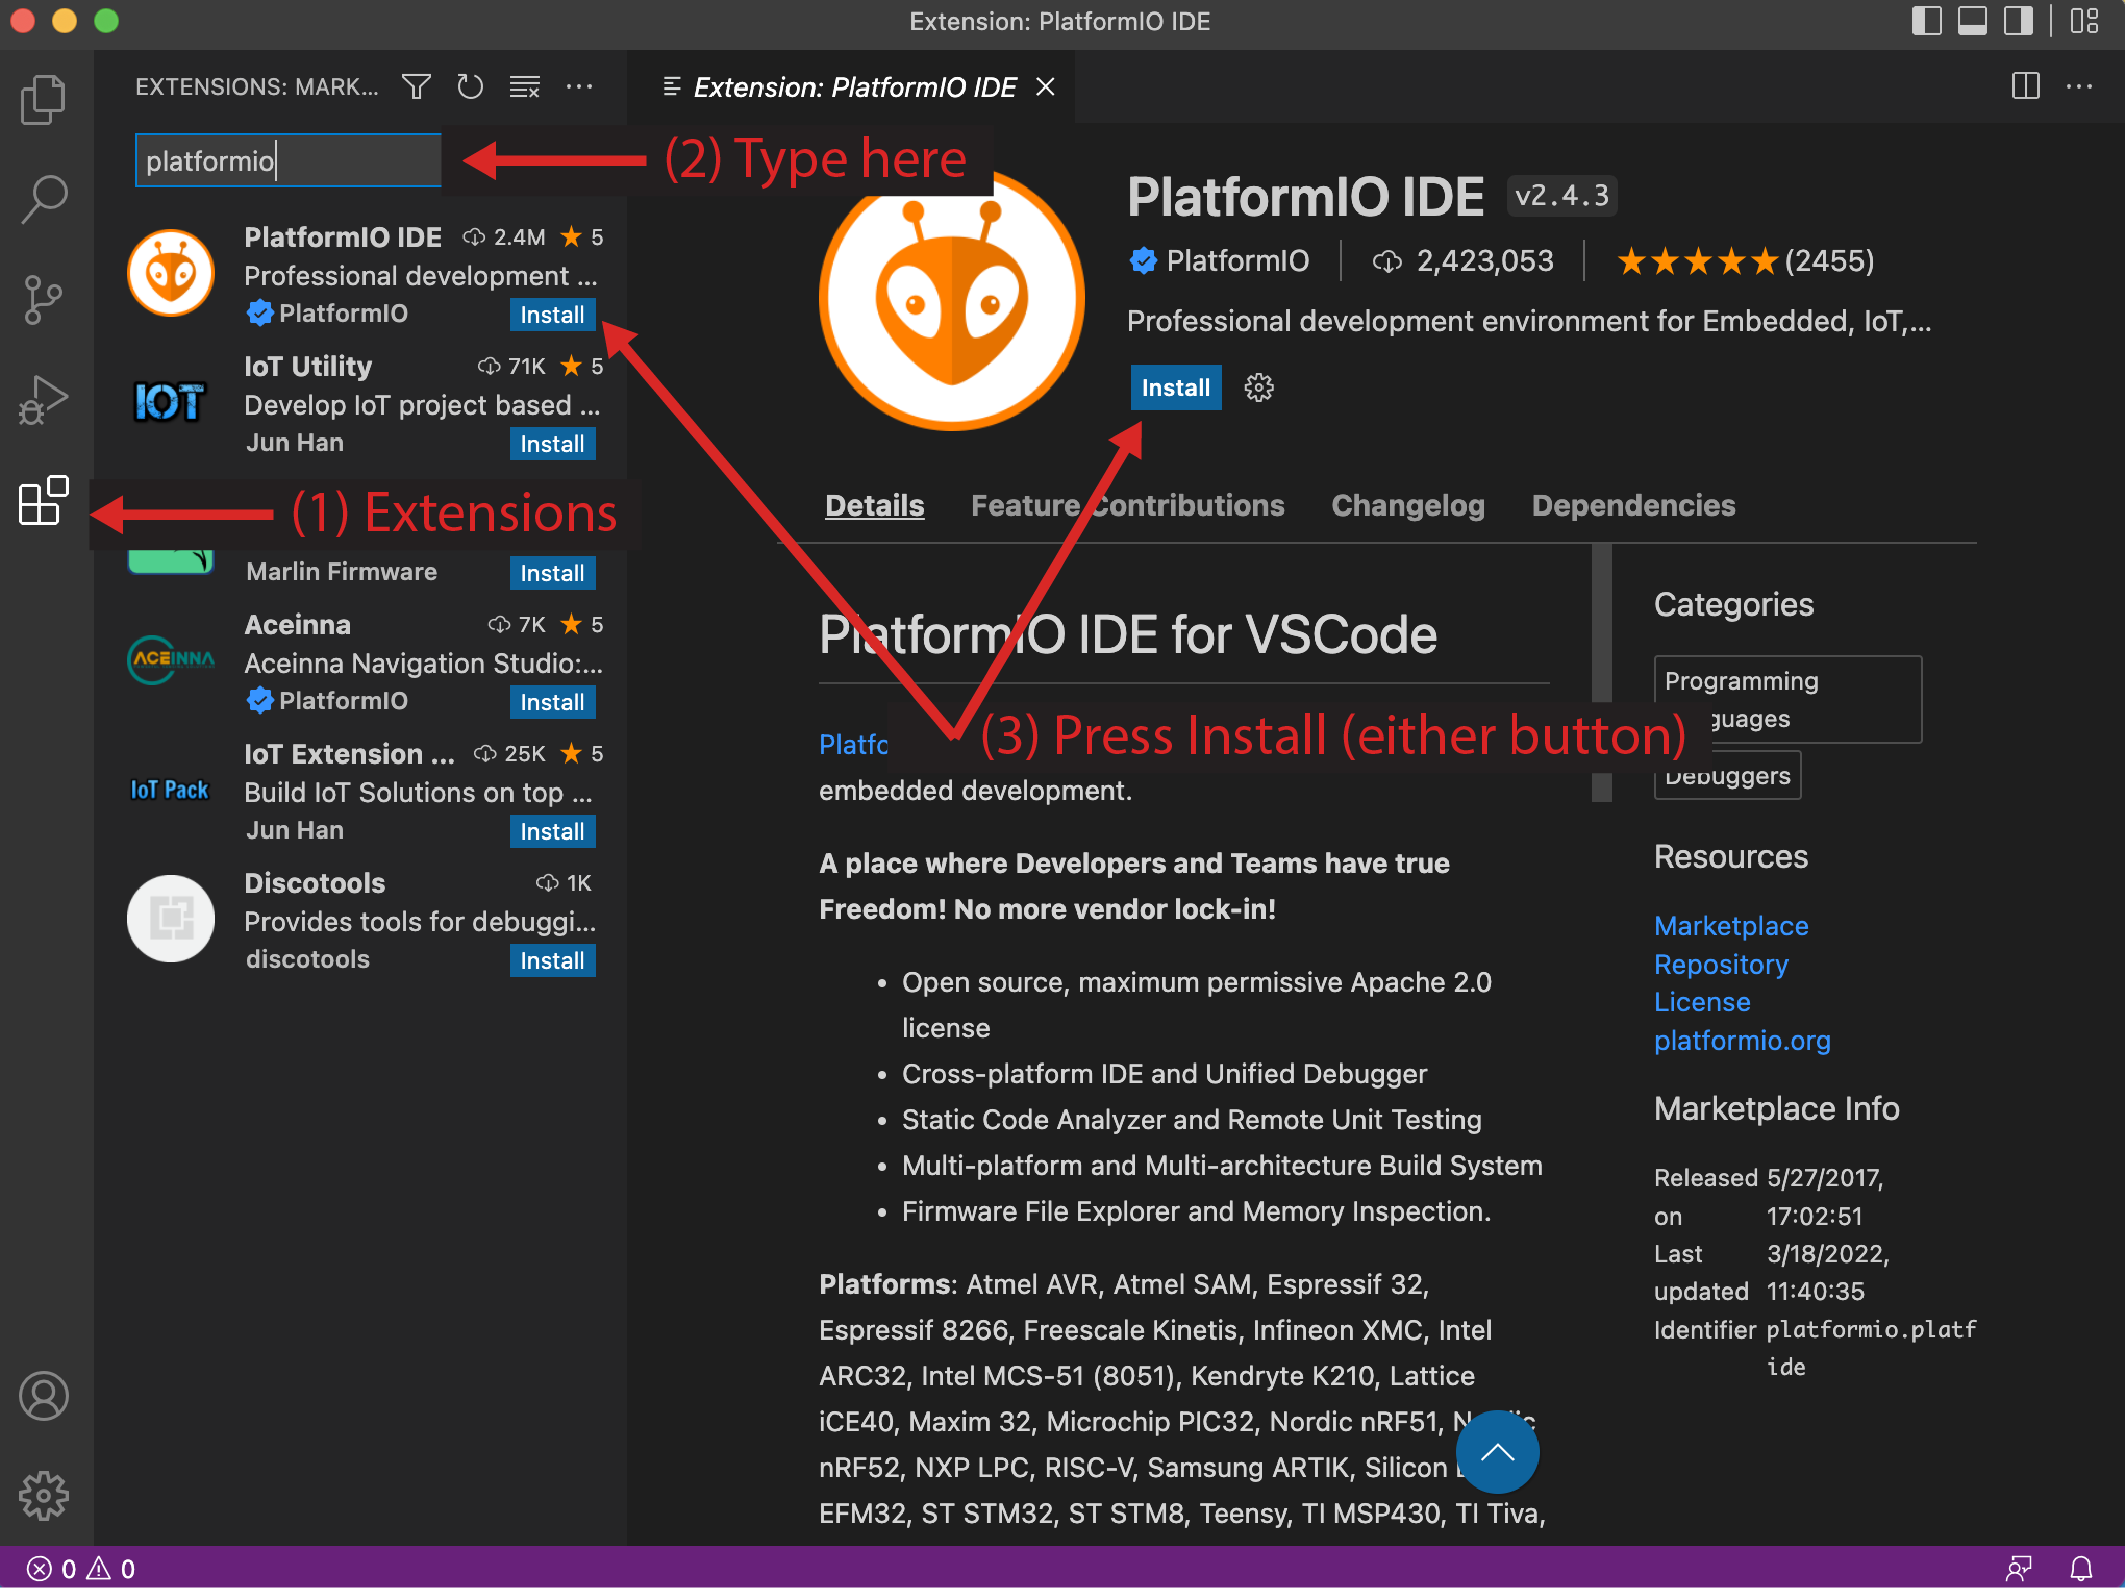 Extension: PlatformIO IDE
EXTENSIONS: MARK...
Extension: PlatformIO IDE
platformio
(2) Type here
PlatformIO IDE 2.4M 5
Professional development ...
PlatformIO Install
IoT Utility 71K 5
IOT
Develop IoT project based ...
Jun Han Install
(1) Extensions
Marlin Firmware Install
Aceinna 7K 5
ACEINNA
Aceinna Navigation Studio:...
PlatformIO Install
IoT Extension ... 25K 5
IoT Pack
Build IoT Solutions on top ...
Jun Han Install
Discotools 1K
Provides tools for debuggi...
discotools Install
PlatformIO IDE v2.4.3
PlatformIO 2,423,053 (2455)
Professional development environment for Embedded, IoT,...
Install
Details Feature Contributions Changelog Dependencies
PlatformIO IDE for VSCode
(3) Press Install (either button)
Platfo
embedded development.
A place where Developers and Teams have true
Freedom! No more vendor lock-in!
• Open source, maximum permissive Apache 2.0
license
• Cross-platform IDE and Unified Debugger
• Static Code Analyzer and Remote Unit Testing
• Multi-platform and Multi-architecture Build System
• Firmware File Explorer and Memory Inspection.
Platforms: Atmel AVR, Atmel SAM, Espressif 32,
Espressif 8266, Freescale Kinetis, Infineon XMC, Intel
ARC32, Intel MCS-51 (8051), Kendryte K210, Lattice
iCE40, Maxim 32, Microchip PIC32, Nordic nRF51,
nRF52, NXP LPC, RISC-V, Samsung ARTIK, Silicon
EFM32, ST STM32, ST STM8, Teensy, TI MSP430, TI Tiva,
Categories
Programming
guages
Debuggers
Resources
Marketplace
Repository
License
platformio.org
Marketplace Info
Released 5/27/2017,
on 17:02:51
Last 3/18/2022,
updated 11:40:35
Identifier platformio.platf
ide
0 0